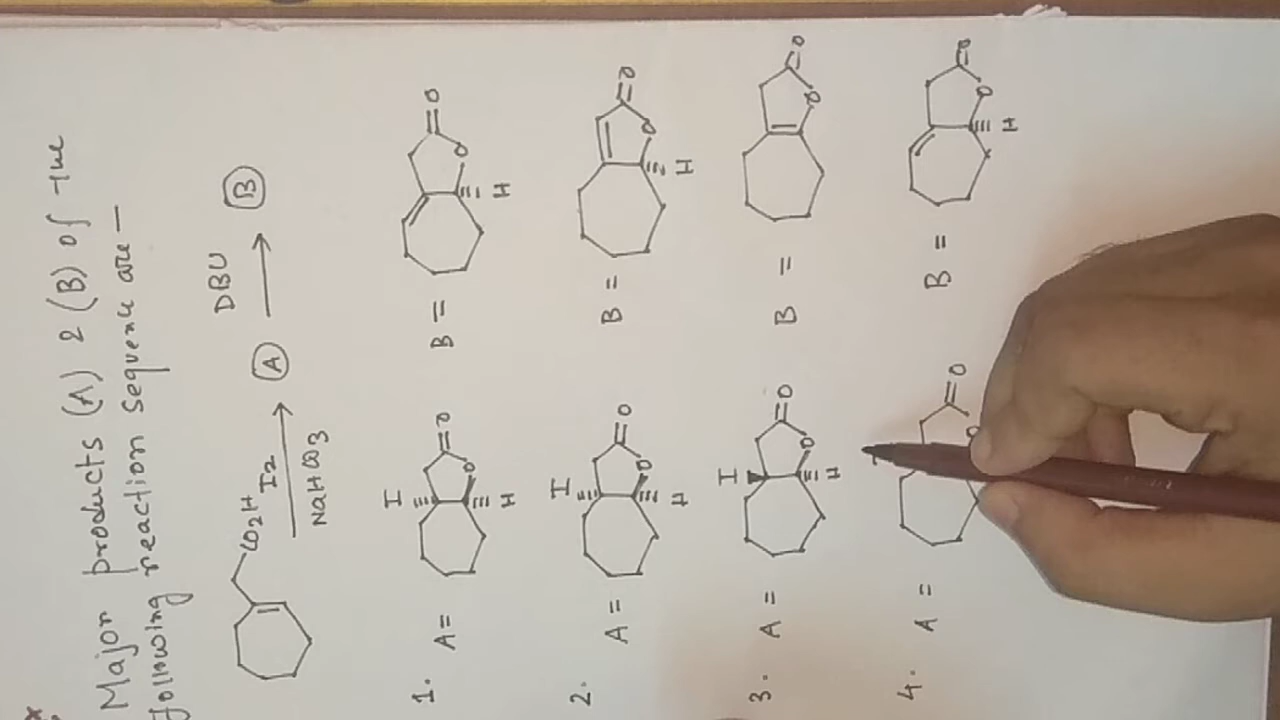 Major products (A) & (B) of the
following reaction sequence are —
CO2H I2 NaHCO3 (A) DBU (B)
1. A= I O O H B = O O H
2. A= I O O H B = O O H
3. A = I O O H B = O O
4. A = O O B = O O H